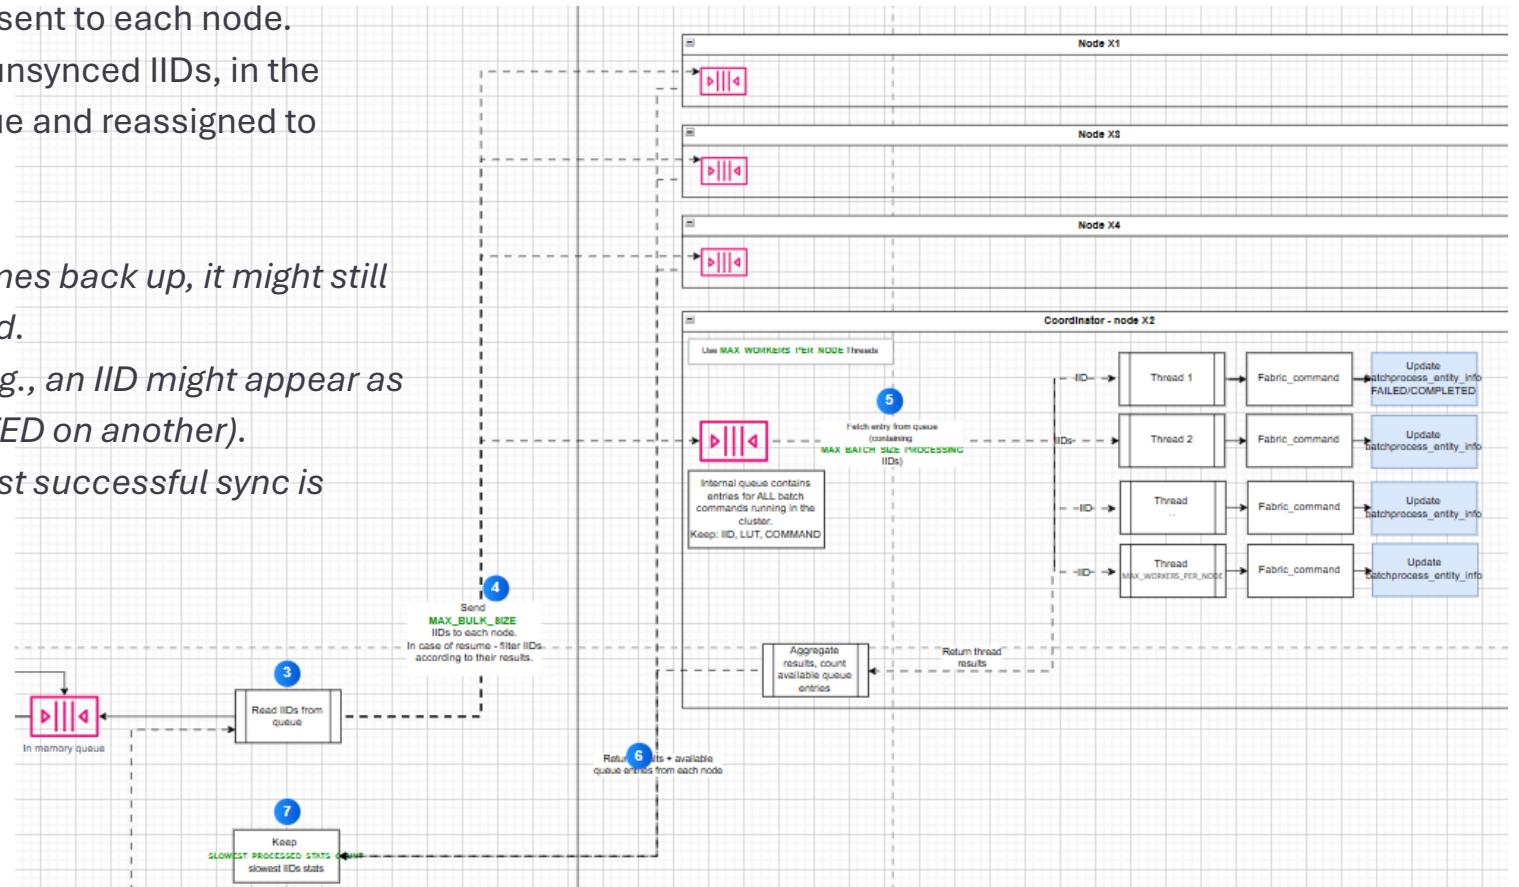 sent to each node.
unsynced IIDs, in the
ue and reassigned to
mes back up, it might still
d.
g., an IID might appear as
TED on another).
st successful sync is
Node X1
Node X3
Node X4
Coordinator - node X2
Use MAX_WORKERS_PER_NODE Threads
5
Fetch entry from queue
(containing
MAX_BATCH_SIZE_PROCESSING
IIDs)
Internal queue contains
entries for ALL batch
commands running in the
cluster.
Keep: IID, LUT, COMMAND
IID
Thread 1
Fabric_command
Update
batchprocess_entity_info
FAILED/COMPLETED
IIDs
Thread 2
Fabric_command
Update
batchprocess_entity_info
IID
Thread
...
Fabric_command
Update
batchprocess_entity_info
IID
Thread
MAX_WORKERS_PER_NODE
Fabric_command
Update
batchprocess_entity_info
4
Send
MAX_BULK_SIZE
IIDs to each node.
In case of resume - filter IIDs
according to their results.
Return thread
results
Aggregate
results, count
available queue
entries
3
Read IIDs from
queue
In memory queue
6
+ available
queue entries from each node
7
Keep
SLOWEST_PROCESSED_STATS_COUNT
slowest IIDs stats